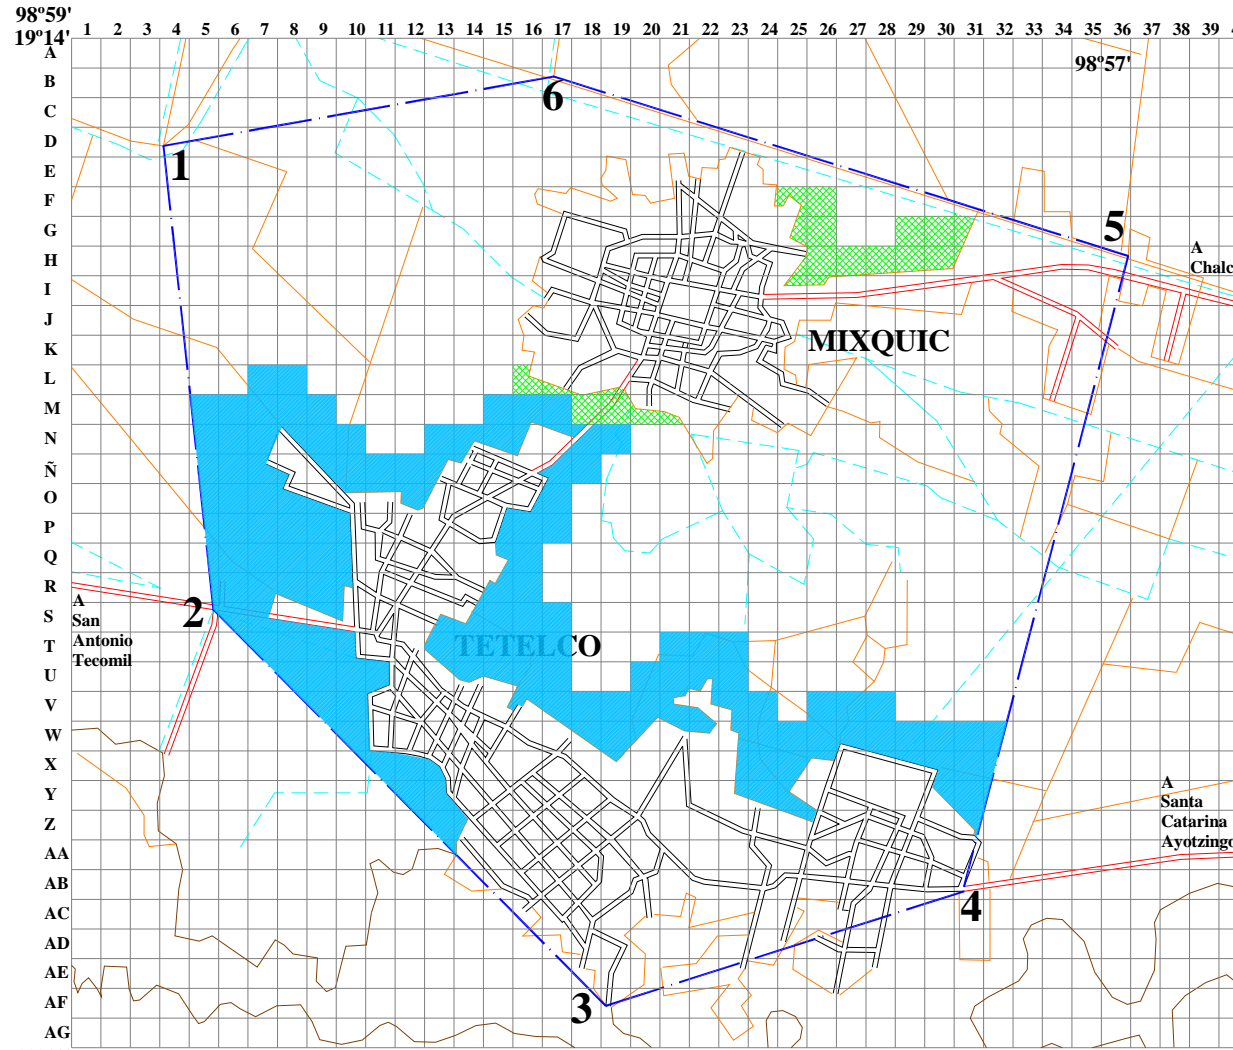 98º59'
19º14' 1 2 3 4 5 6 7 8 9 10 11 12 13 14 15 16 17 18 19 20 21 22 23 24 25 26 27 28 29 30 31 32 33 34 35 36 37 38 39
A
98º57'
B
6
C
D
1
E
F
G
5
H
A
Chalc
I
J
MIXQUIC
K
L
M
N
Ñ
O
P
Q
R
S
2
A
San
Antonio
Tecomil
T
TETELCO
U
V
W
X
Y
A
Santa
Catarina
Ayotzingo
Z
AA
AB
4
AC
AD
AE
AF
3
AG